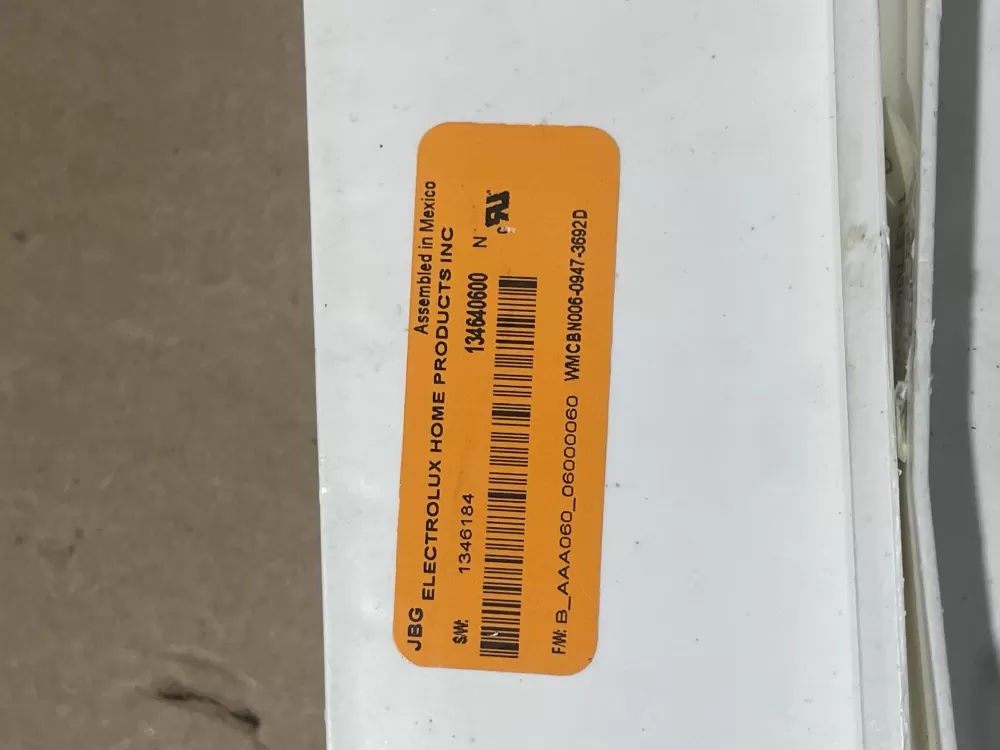 Assembled in Mexico
JBG ELECTROLUX HOME PRODUCTS INC
S/W: 1346184 134640600 N
F/W: B_AAA060_06000060 WMCBN006-0947-3692D